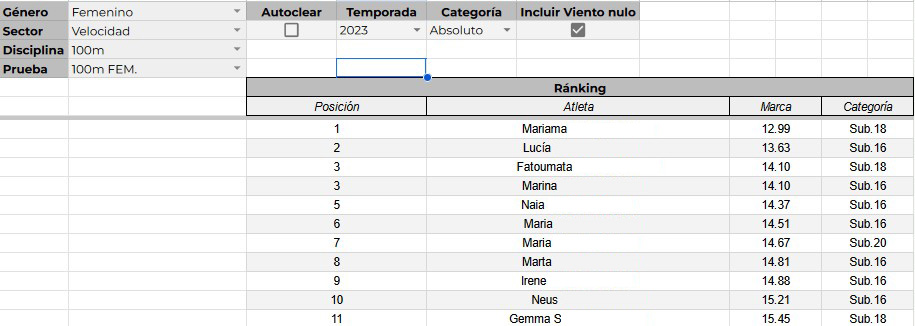 Género Femenino Autoclear Temporada Categoría Incluir Viento nulo
Sector Velocidad 2023 Absoluto
Disciplina 100m
Prueba 100m FEM.
Ránking
Posición Atleta Marca Categoría
1 Mariama 12.99 Sub.18
2 Lucía 13.63 Sub.16
3 Fatoumata 14.10 Sub.18
3 Marina 14.10 Sub.16
5 Naia 14.37 Sub.16
6 Maria 14.51 Sub.16
7 Maria 14.67 Sub.20
8 Marta 14.81 Sub.16
9 Irene 14.88 Sub.16
10 Neus 15.21 Sub.16
11 Gemma S 15.45 Sub.18